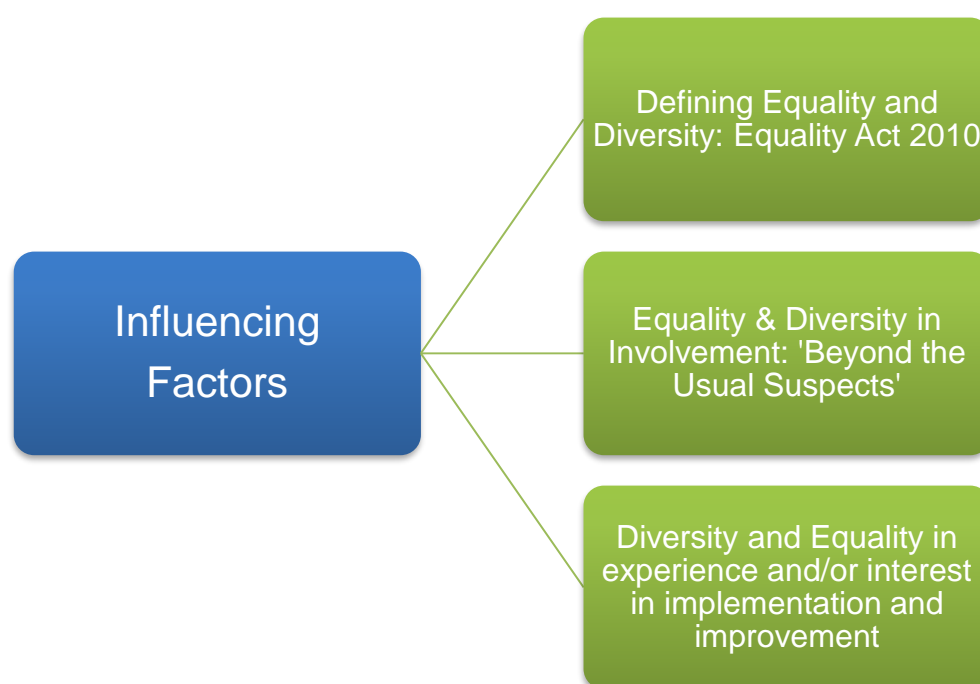 Influencing
Factors
Defining Equality and
Diversity: Equality Act 2010
Equality & Diversity in
Involvement: 'Beyond the
Usual Suspects'
Diversity and Equality in
experience and/or interest
in implementation and
improvement